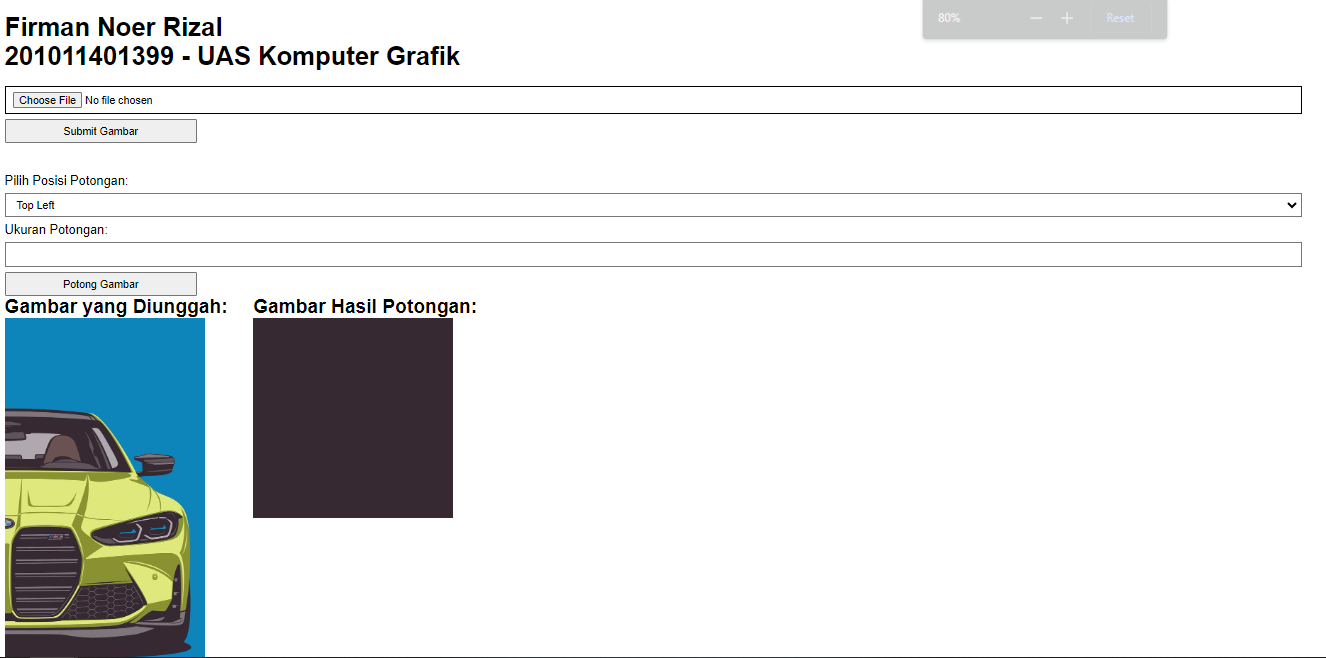 80%
Reset
Firman Noer Rizal
201011401399 - UAS Komputer Grafik
Choose File No file chosen
Submit Gambar
Pilih Posisi Potongan:
Top Left
Ukuran Potongan:
Potong Gambar
Gambar yang Diunggah:
Gambar Hasil Potongan: